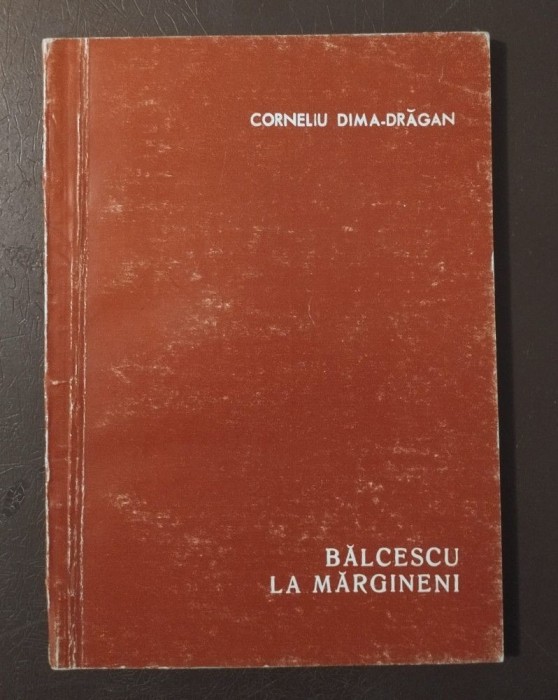 CORNELIU DIMA-DRĂGAN
BĂLCESCU
LA MĂRGINENI